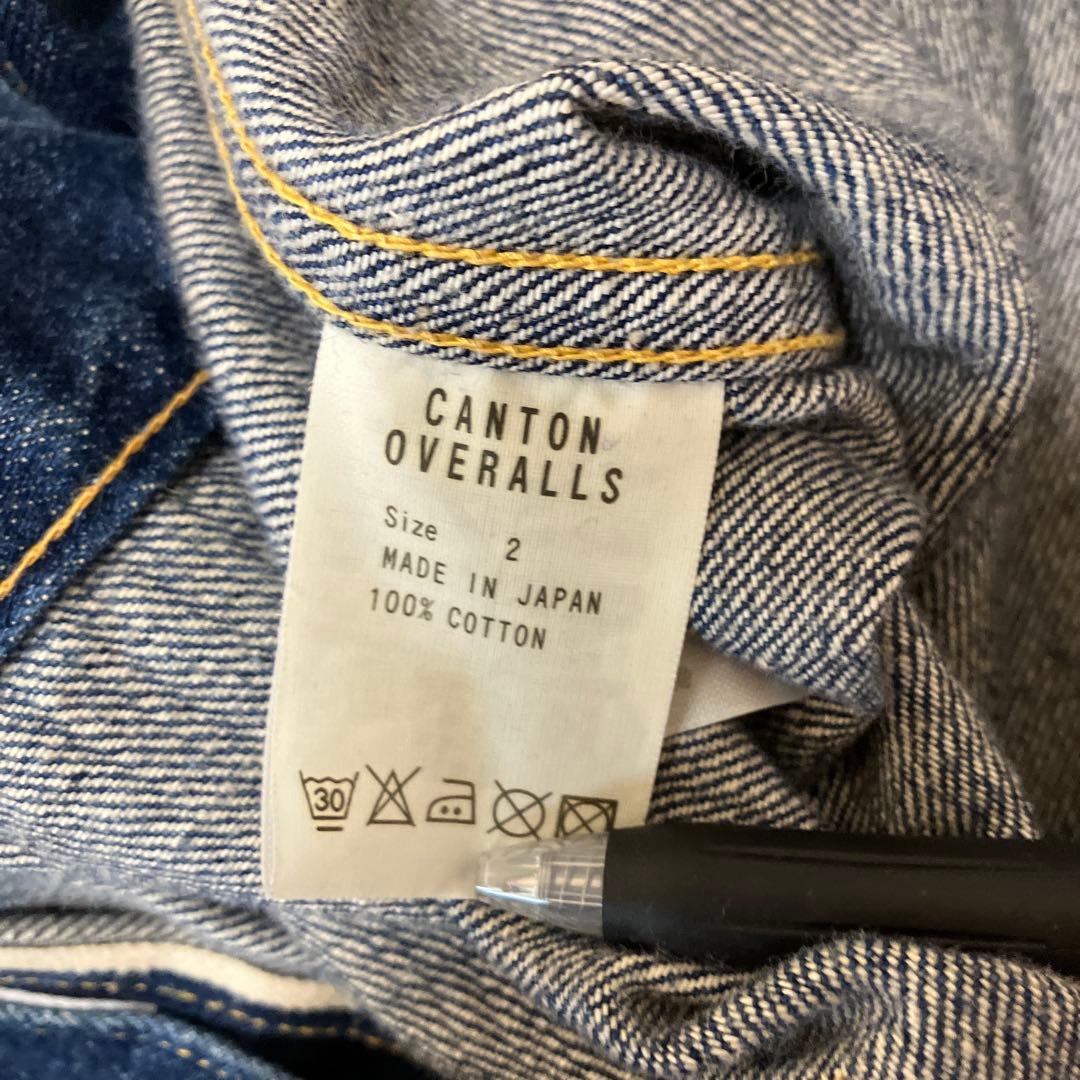 CANTON
OVERALLS
Size 2
MADE IN JAPAN
100% COTTON
30